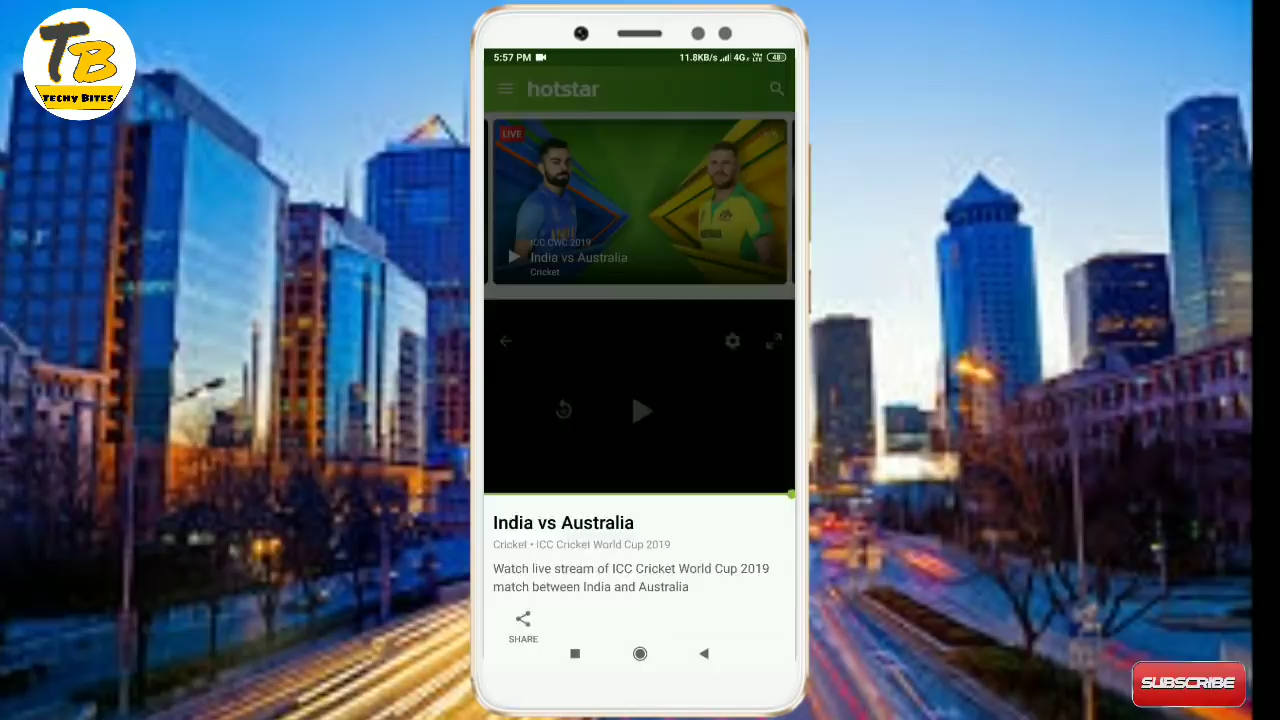 TB
TECHY BITES
5:57 PM
11.8KB/s 4G+ 48
hotstar
LIVE
ICC CWC 2019
India vs Australia
Cricket
India vs Australia
Cricket • ICC Cricket World Cup 2019
Watch live stream of ICC Cricket World Cup 2019
match between India and Australia
SHARE
SUBSCRIBE